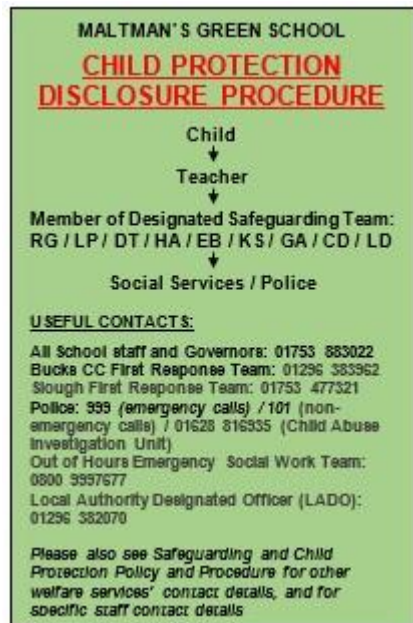 MALTMAN'S GREEN SCHOOL
CHILD PROTECTION
DISCLOSURE PROCEDURE
Child
Teacher
Member of Designated Safeguarding Team:
RG / LP / DT / HA / EB / KS / GA / CD / LD
Social Services / Police
USEFUL CONTACTS:
All School staff and Governors: 01753 883022
Bucks CC First Response Team: 01296 383962
Slough First Response Team: 01753 477321
Police: 999 (emergency calls) / 101 (non-
emergency calls) / 01628 816935 (Child Abuse
Investigation Unit)
Out of Hours Emergency Social Work Team:
0800 9997677
Local Authority Designated Officer (LADO):
01296 382070
Please also see Safeguarding and Child
Protection Policy and Procedure for other
welfare services' contact details, and for
specific staff contact details